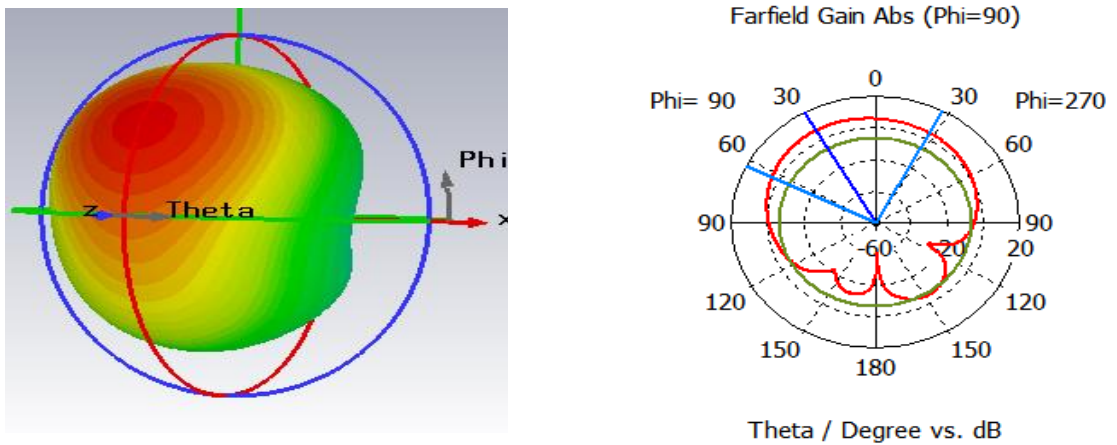 Phi
z
Theta
x
Farfield Gain Abs (Phi=90)
0
Phi= 90
30
30
Phi=270
60
60
90
-60
-20
90
20
120
120
150
150
180
Theta / Degree vs. dB